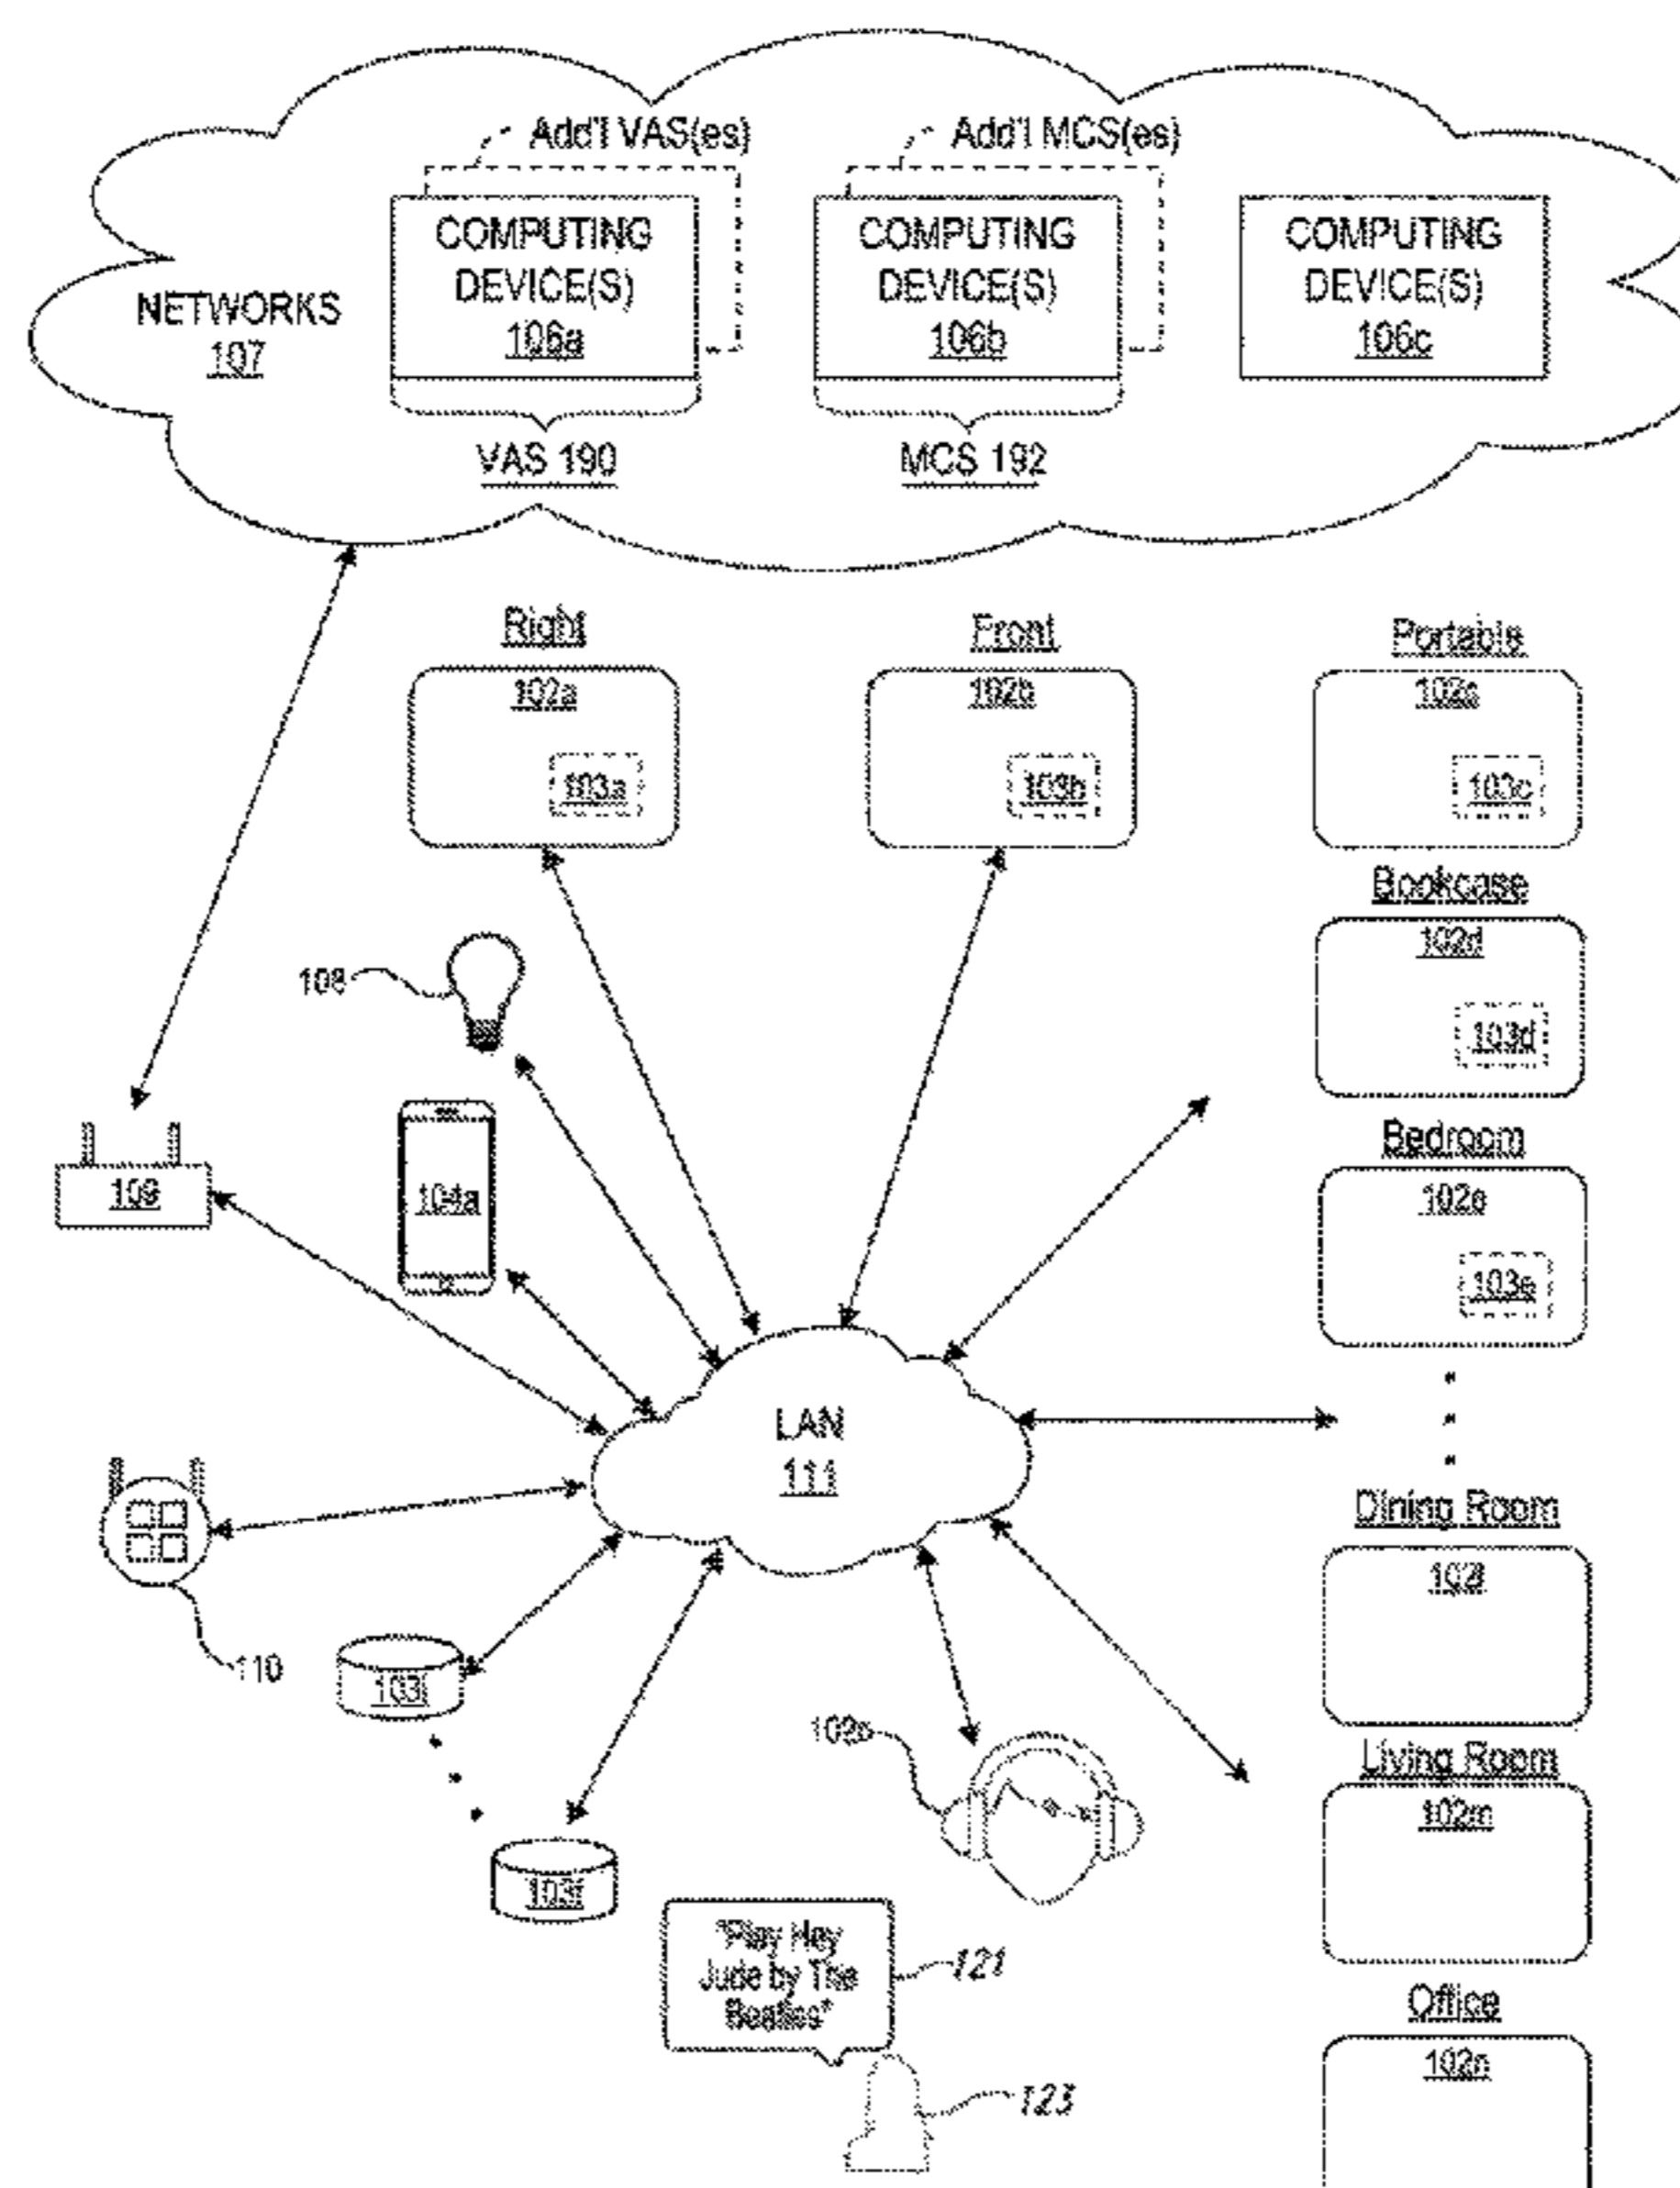 Add'l VAS(es)
Add'l MCS(es)
COMPUTING
DEVICE(S)
106a
COMPUTING
DEVICE(S)
106b
COMPUTING
DEVICE(S)
106c
NETWORKS
107
VAS 190
MCS 192
Right
102a
103a
Front
102b
103b
Portable
102c
103c
Bookcase
102d
103d
108
104a
109
Bedroom
102e
103e
LAN
111
110
Dining Room
102l
103f
102o
Living Room
102m
"Play Hey
Jude by The
Beatles"
121
123
Office
102n